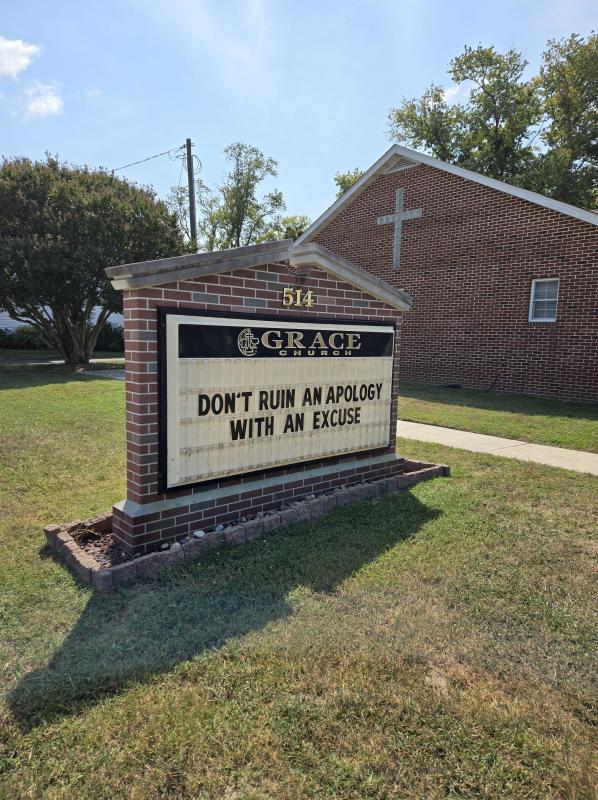 514
GRACE
CHURCH
DON'T RUIN AN APOLOGY
WITH AN EXCUSE